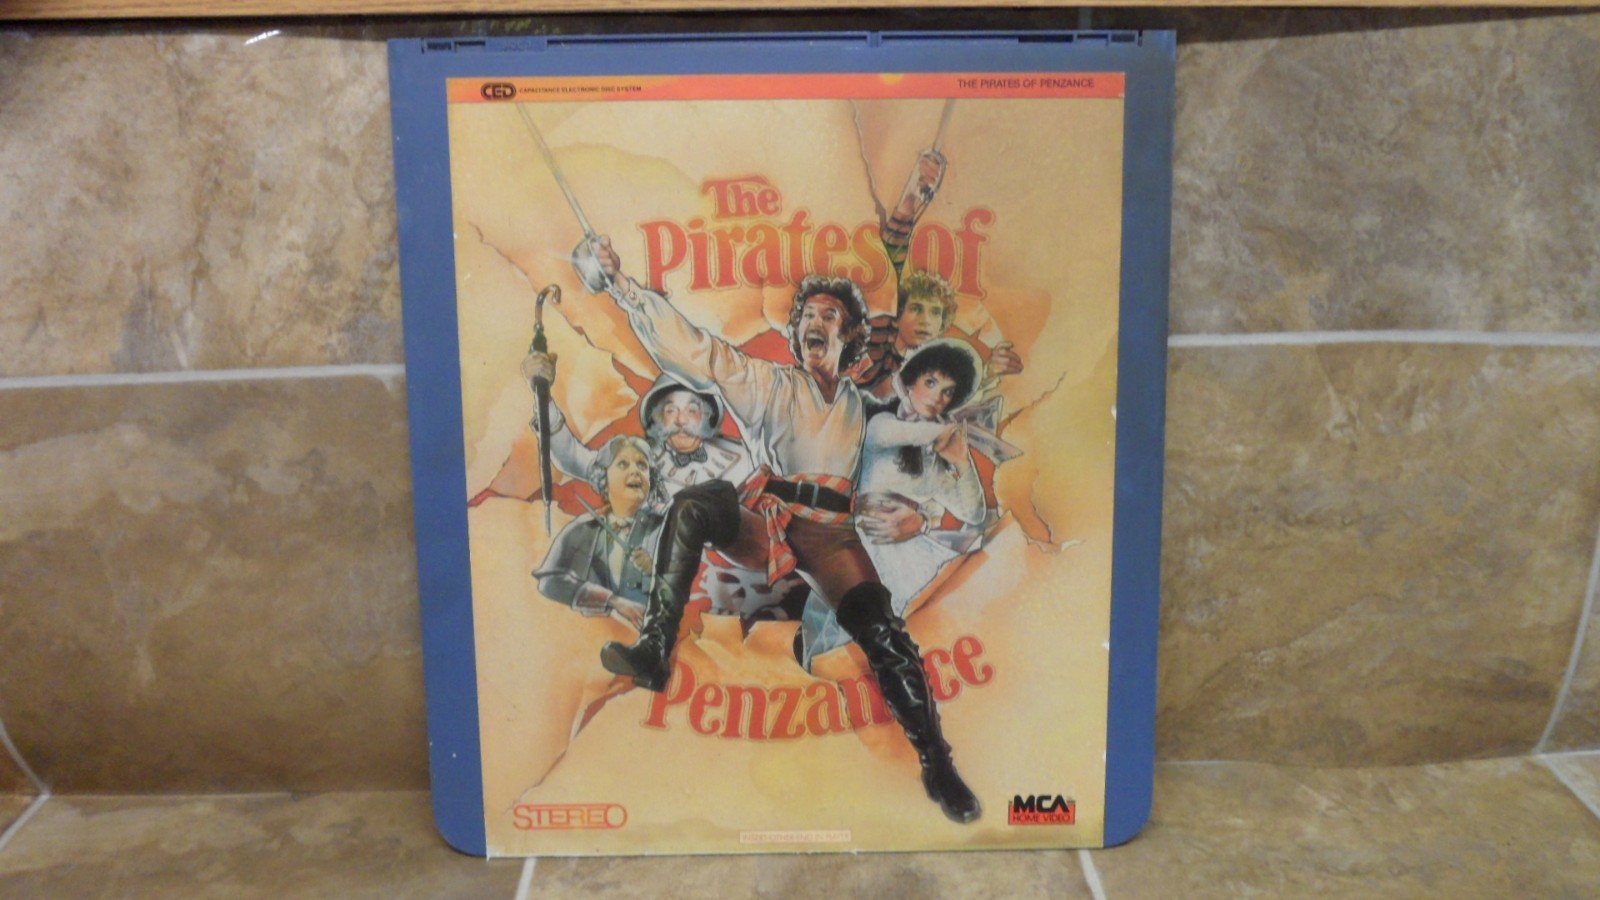 CED CAPACITANCE ELECTRONIC DISC SYSTEM
THE PIRATES OF PENZANCE
The
Pirates of
Penzance
STEREO
MCA
HOME VIDEO